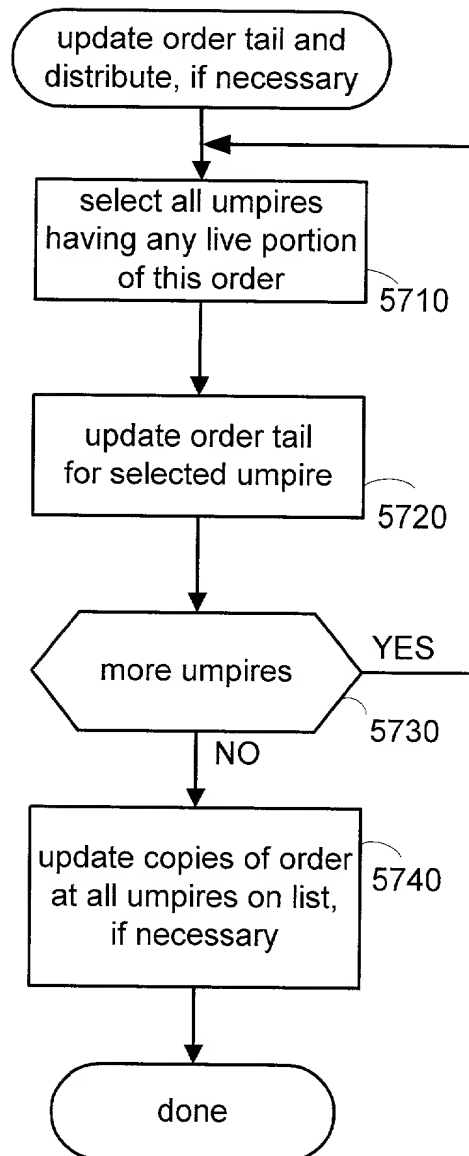 update order tail and
distribute, if necessary
select all umpires
having any live portion
of this order
5710
update order tail
for selected umpire
5720
more umpires
YES
5730
NO
update copies of order
at all umpires on list,
if necessary
5740
done